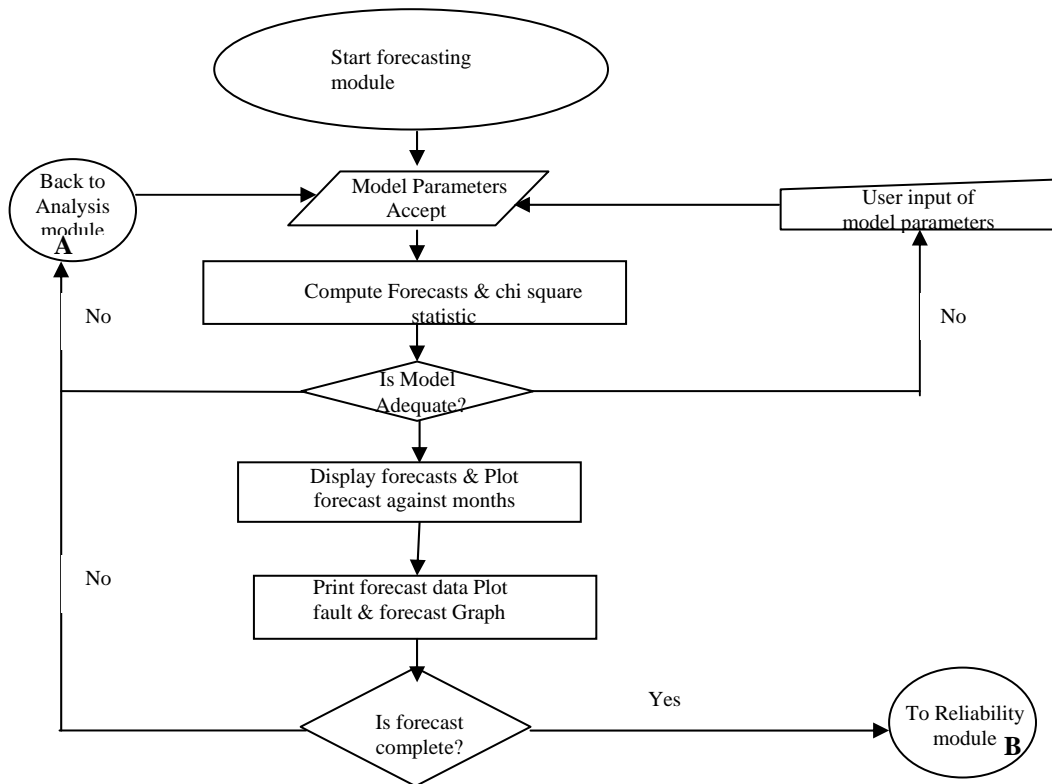 Start forecasting
module
Back to
Analysis
module
A
Model Parameters
Accept
User input of
model parameters
Compute Forecasts & chi square
statistic
No
No
Is Model
Adequate?
Display forecasts & Plot
forecast against months
No
Print forecast data Plot
fault & forecast Graph
Yes
Is forecast
complete?
To Reliability
module
B